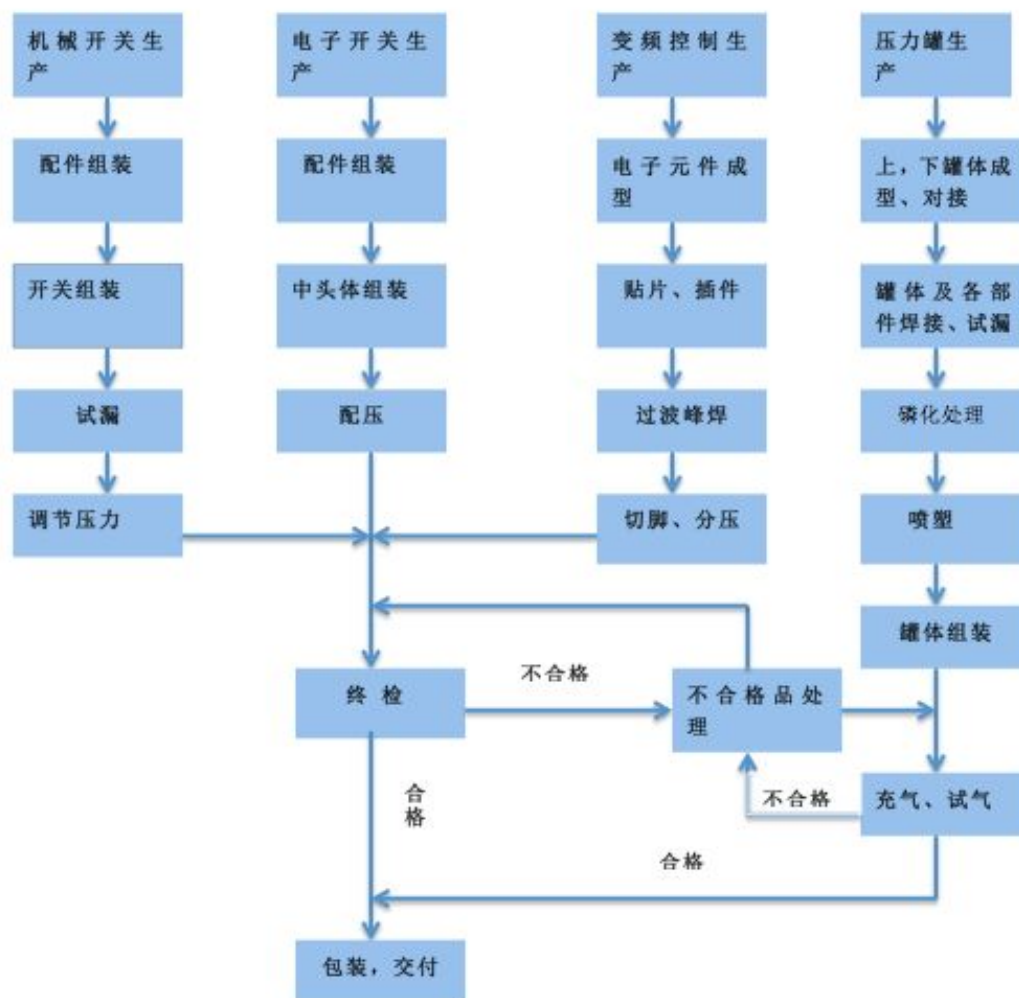 机械开关生
产
电子开关生
产
变频控制生
产
压力罐生
产
配件组装
配件组装
电子元件成
型
上，下罐体成
型、对接
开关组装
中头体组装
贴片、插件
罐体及各部
件焊接、试漏
试漏
配压
过波峰焊
磷化处理
调节压力
切脚、分压
喷塑
罐体组装
终 检
不合格
不合格品处
理
合
格
不合格
充气、试气
合格
包装，交付